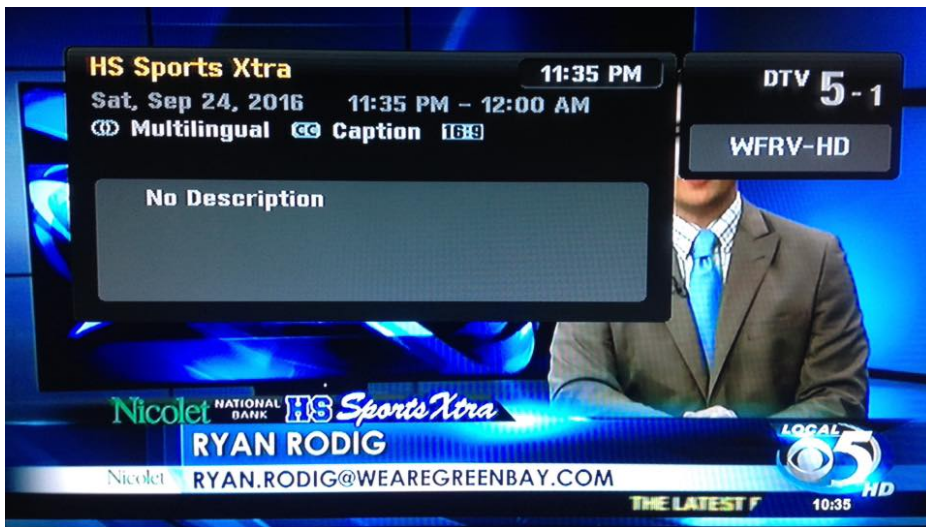 HS Sports Xtra
11:35 PM
Sat, Sep 24, 2016 11:35 PM – 12:00 AM
Multilingual CC Caption 16:9
No Description
DTV 5-1
WFRV-HD
Nicolet NATIONAL BANK HS Sports Xtra
RYAN RODIG
Nicolet RYAN.RODIG@WEAREGREENBAY.COM
LOCAL 5
HD
THE LATEST
10:35